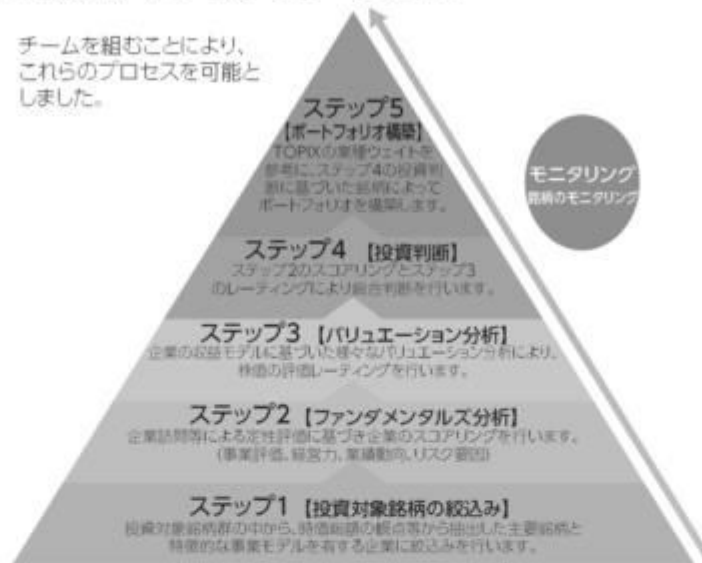 チームを組むことにより、
これらのプロセスを可能と
しました。
ステップ5
【ポートフォリオ構築】
TOPIXの業種ウェイトを
参考に、ステップ4の投資判
断に基づいた銘柄によって
ポートフォリオを構築します。
モニタリング
銘柄のモニタリング
ステップ4 【投資判断】
ステップ2のスコアリングとステップ3
のレーティングにより総合判断を行います。
ステップ3 【バリュエーション分析】
企業の収益モデルに基づいた様々なバリュエーション分析により、
株価の評価レーティングを行います。
ステップ2 【ファンダメンタルズ分析】
企業訪問等による定性評価に基づき企業のスコアリングを行います。
(事業評価、経営力、業績動向、リスク要因)
ステップ1 【投資対象銘柄の絞込み】
投資対象銘柄群の中から、時価総額の観点等から抽出した主要銘柄と
特徴的な事業モデルを有する企業に絞込みを行います。